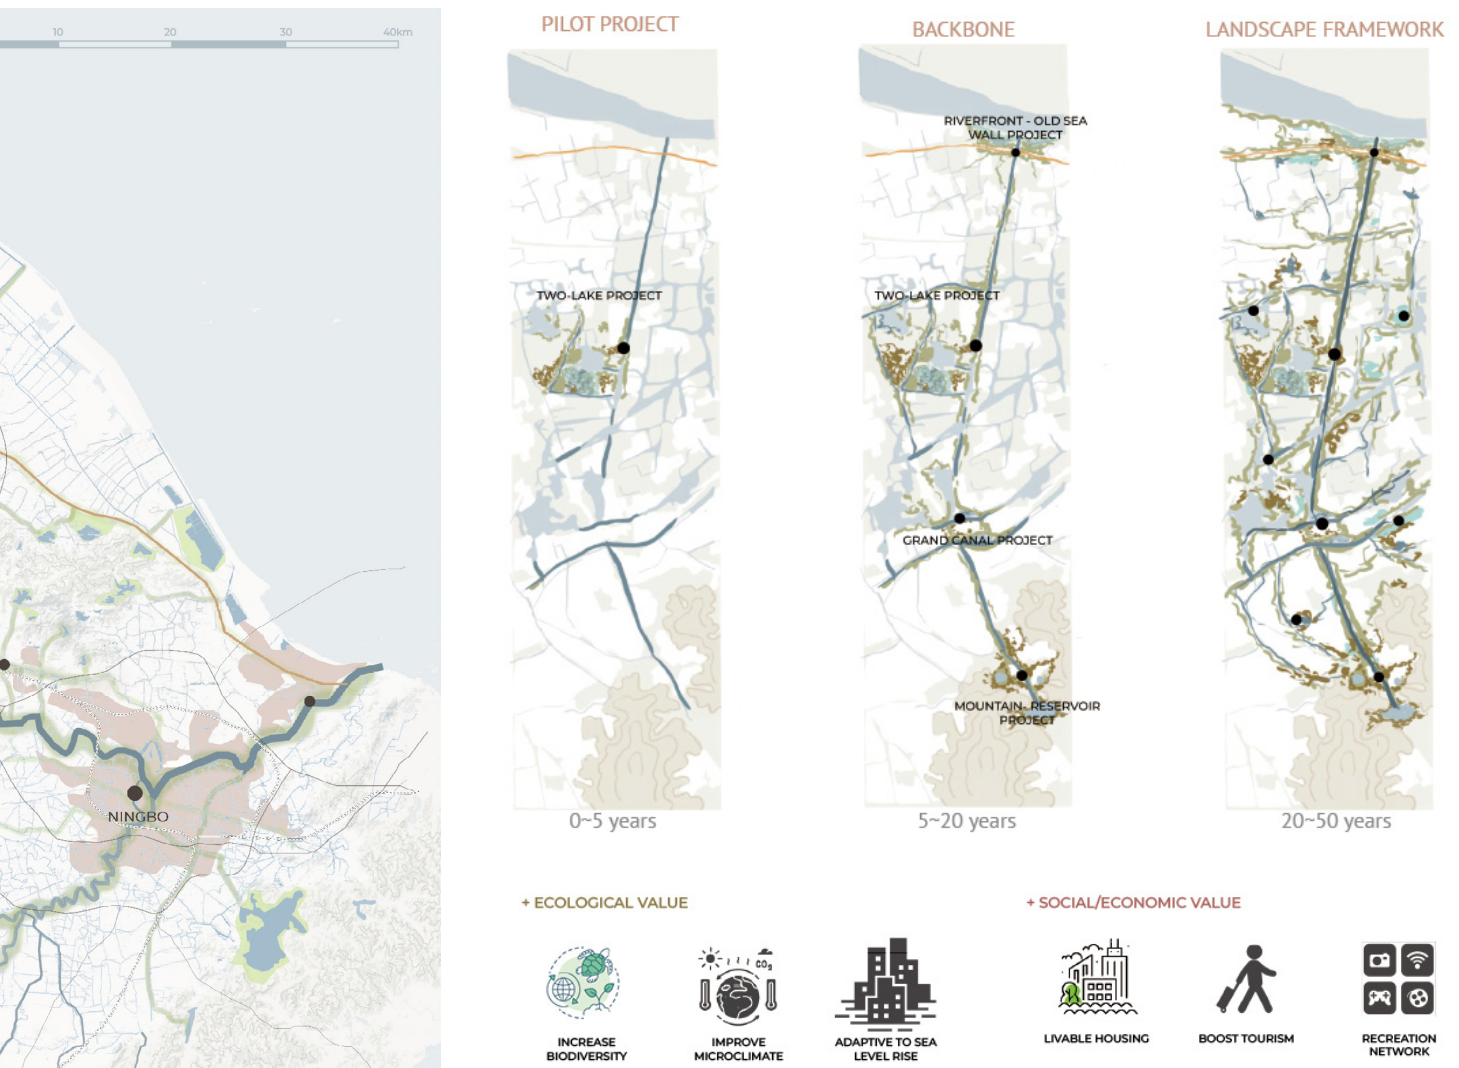 10
20
30
40km
NINGBO
PILOT PROJECT
BACKBONE
LANDSCAPE FRAMEWORK
TWO-LAKE PROJECT
RIVERFRONT - OLD SEA
WALL PROJECT
TWO-LAKE PROJECT
GRAND CANAL PROJECT
MOUNTAIN- RESERVOIR
PROJECT
0~5 years
5~20 years
20~50 years
+ ECOLOGICAL VALUE
+ SOCIAL/ECONOMIC VALUE
CO2
INCREASE
BIODIVERSITY
IMPROVE
MICROCLIMATE
ADAPTIVE TO SEA
LEVEL RISE
LIVABLE HOUSING
BOOST TOURISM
RECREATION
NETWORK